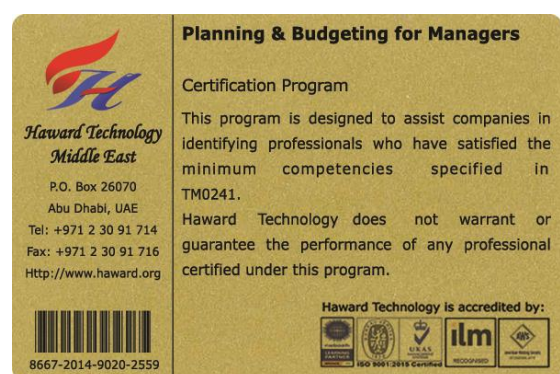 Haward Technology
Middle East
P.O. Box 26070
Abu Dhabi, UAE
Tel: +971 2 30 91 714
Fax: +971 2 30 91 716
Http://www.haward.org
8667-2014-9020-2559
Planning & Budgeting for Managers
Certification Program
This program is designed to assist companies in
identifying professionals who have satisfied the
minimum competencies specified in
TM0241.
Haward Technology does not warrant or
guarantee the performance of any professional
certified under this program.
Haward Technology is accredited by:
UKAS
ilm
RECOGNISED
ISO 9001:2015 Certified